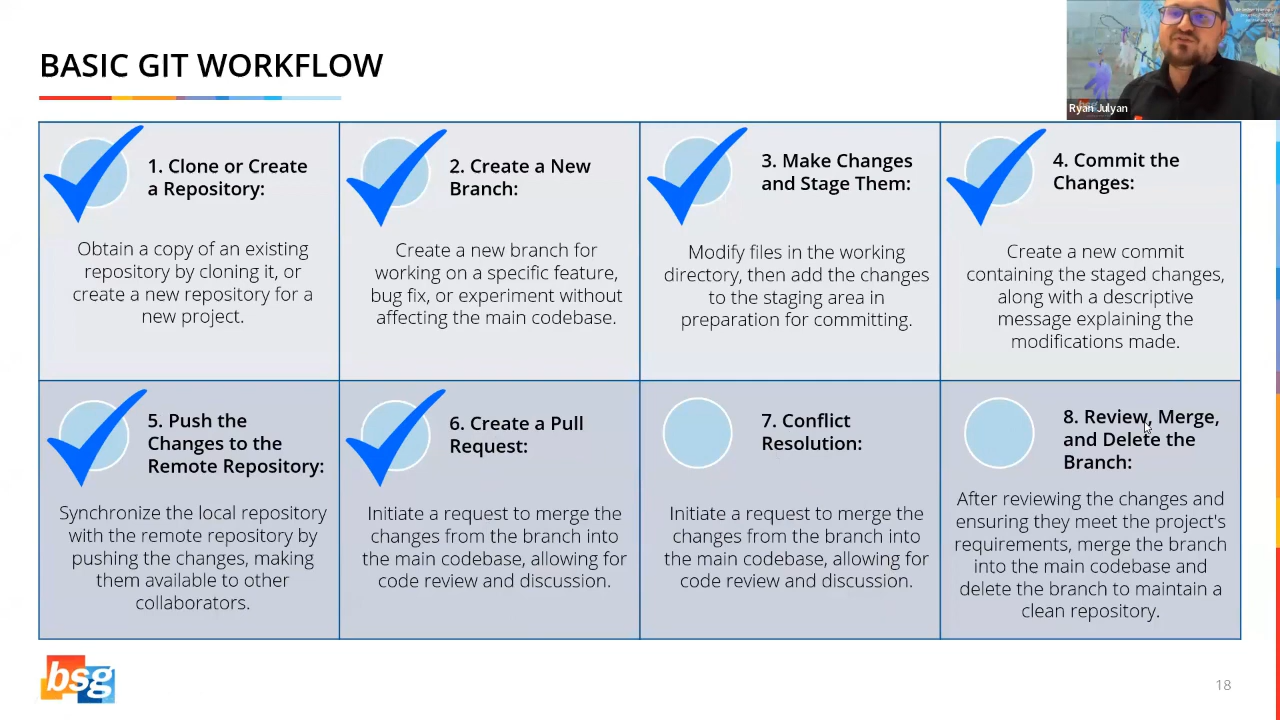 BASIC GIT WORKFLOW
Ryan Julyan
1. Clone or Create
a Repository:
Obtain a copy of an existing
repository by cloning it, or
create a new repository for a
new project.
2. Create a New
Branch:
Create a new branch for
working on a specific feature,
bug fix, or experiment without
affecting the main codebase.
3. Make Changes
and Stage Them:
Modify files in the working
directory, then add the changes
to the staging area in
preparation for committing.
4. Commit the
Changes:
Create a new commit
containing the staged changes,
along with a descriptive
message explaining the
modifications made.
5. Push the
Changes to the
Remote Repository:
Synchronize the local repository
with the remote repository by
pushing the changes, making
them available to other
collaborators.
6. Create a Pull
Request:
Initiate a request to merge the
changes from the branch into
the main codebase, allowing for
code review and discussion.
7. Conflict
Resolution:
Initiate a request to merge the
changes from the branch into
the main codebase, allowing for
code review and discussion.
8. Review, Merge,
and Delete the
Branch:
After reviewing the changes and
ensuring they meet the project's
requirements, merge the branch
into the main codebase and
delete the branch to maintain a
clean repository.
bsg
18